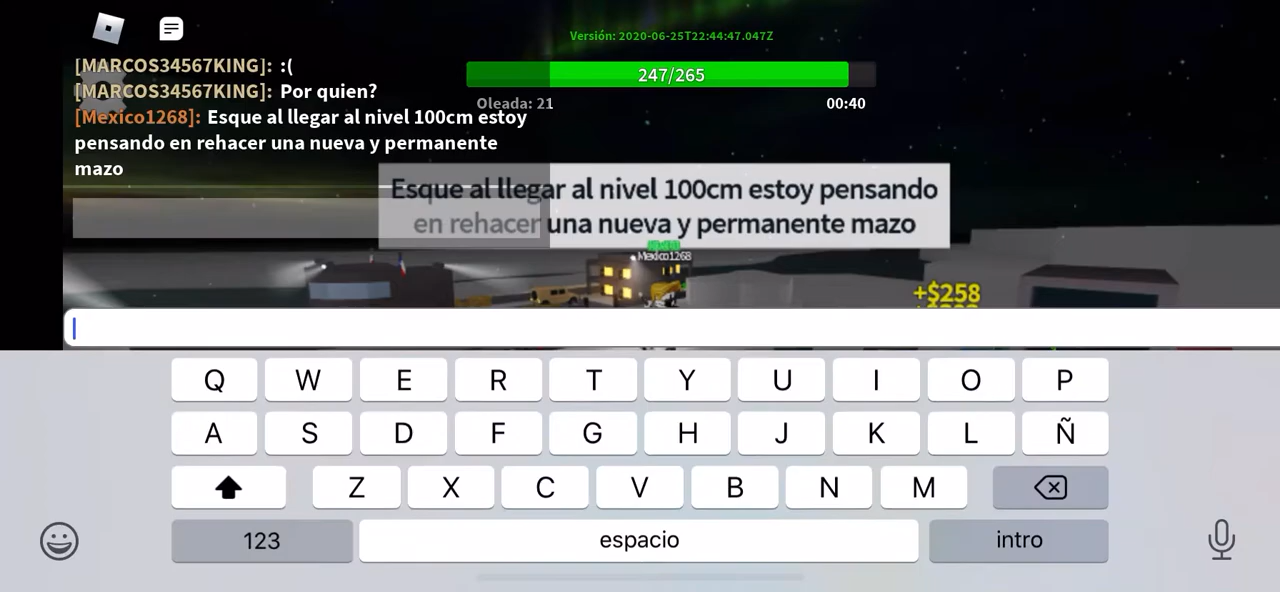 Versión: 2020-06-25T22:44:47.047Z
[MARCOS34567KING]: :(
247/265
[MARCOS34567KING]: Por quien?
Oleada: 21
00:40
[Mexico1268]: Esque al llegar al nivel 100cm estoy
pensando en rehacer una nueva y permanente
mazo
Esque al llegar al nivel 100cm estoy pensando
en rehacer una nueva y permanente mazo
Mexico1268
+$258
Q W E R T Y U I O P
A S D F G H J K L Ñ
Z X C V B N M
123 espacio intro